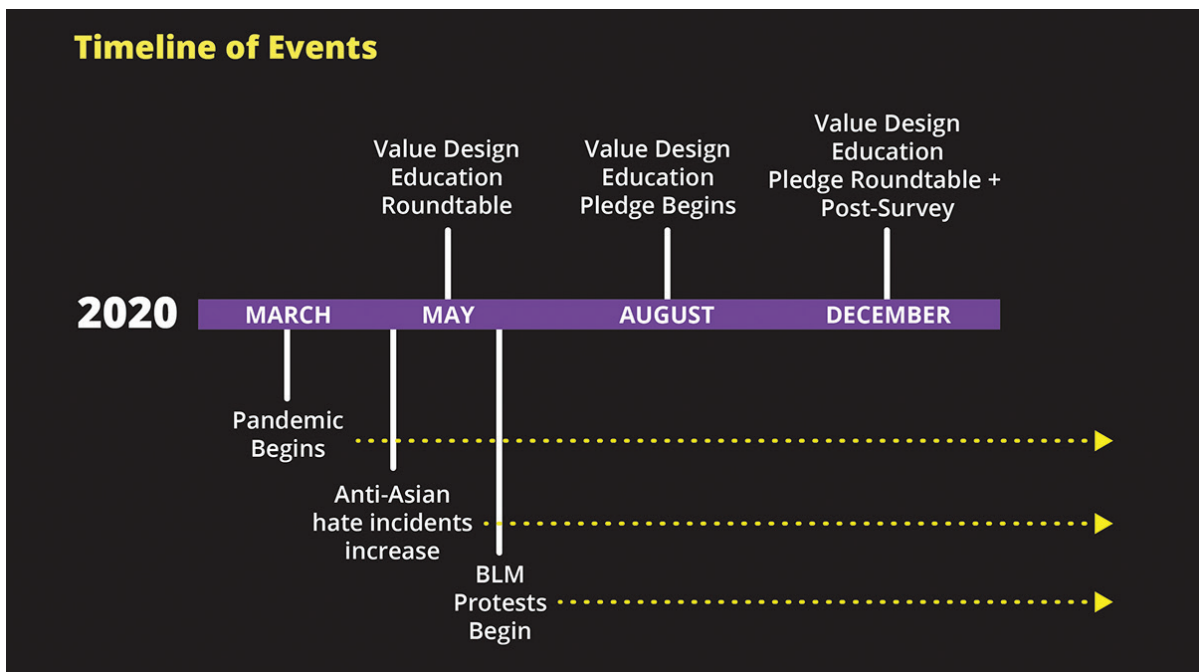 Timeline of Events
Value Design
Education
Roundtable
Value Design
Education
Pledge Begins
Value Design
Education
Pledge Roundtable +
Post-Survey
2020
MARCH
MAY
AUGUST
DECEMBER
Pandemic
Begins
Anti-Asian
hate incidents
increase
BLM
Protests
Begin